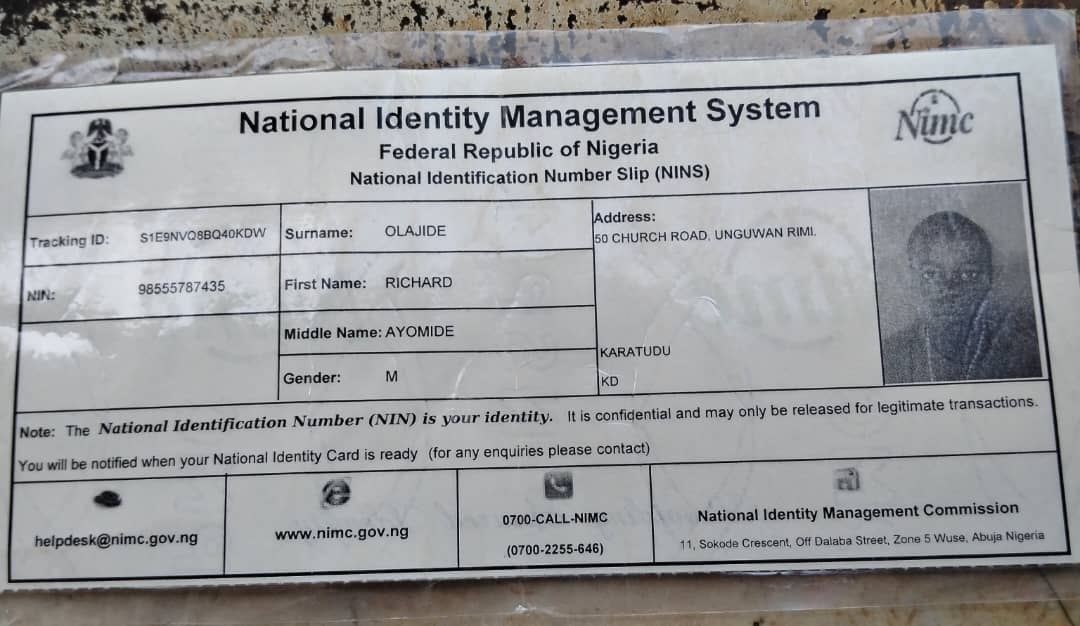 National Identity Management System
Federal Republic of Nigeria
National Identification Number Slip (NINS)
Nimc
Tracking ID: S1E9NVQ8BQ40KDW
Surname: OLAJIDE
Address:
50 CHURCH ROAD, UNGUWAN RIMI.
NIN: 98555787435
First Name: RICHARD
Middle Name: AYOMIDE
KARATUDU
Gender: M
KD
Note: The National Identification Number (NIN) is your identity. It is confidential and may only be released for legitimate transactions.
You will be notified when your National Identity Card is ready (for any enquiries please contact)
helpdesk@nimc.gov.ng
www.nimc.gov.ng
0700-CALL-NIMC
(0700-2255-646)
National Identity Management Commission
11, Sokode Crescent, Off Dalaba Street, Zone 5 Wuse, Abuja Nigeria